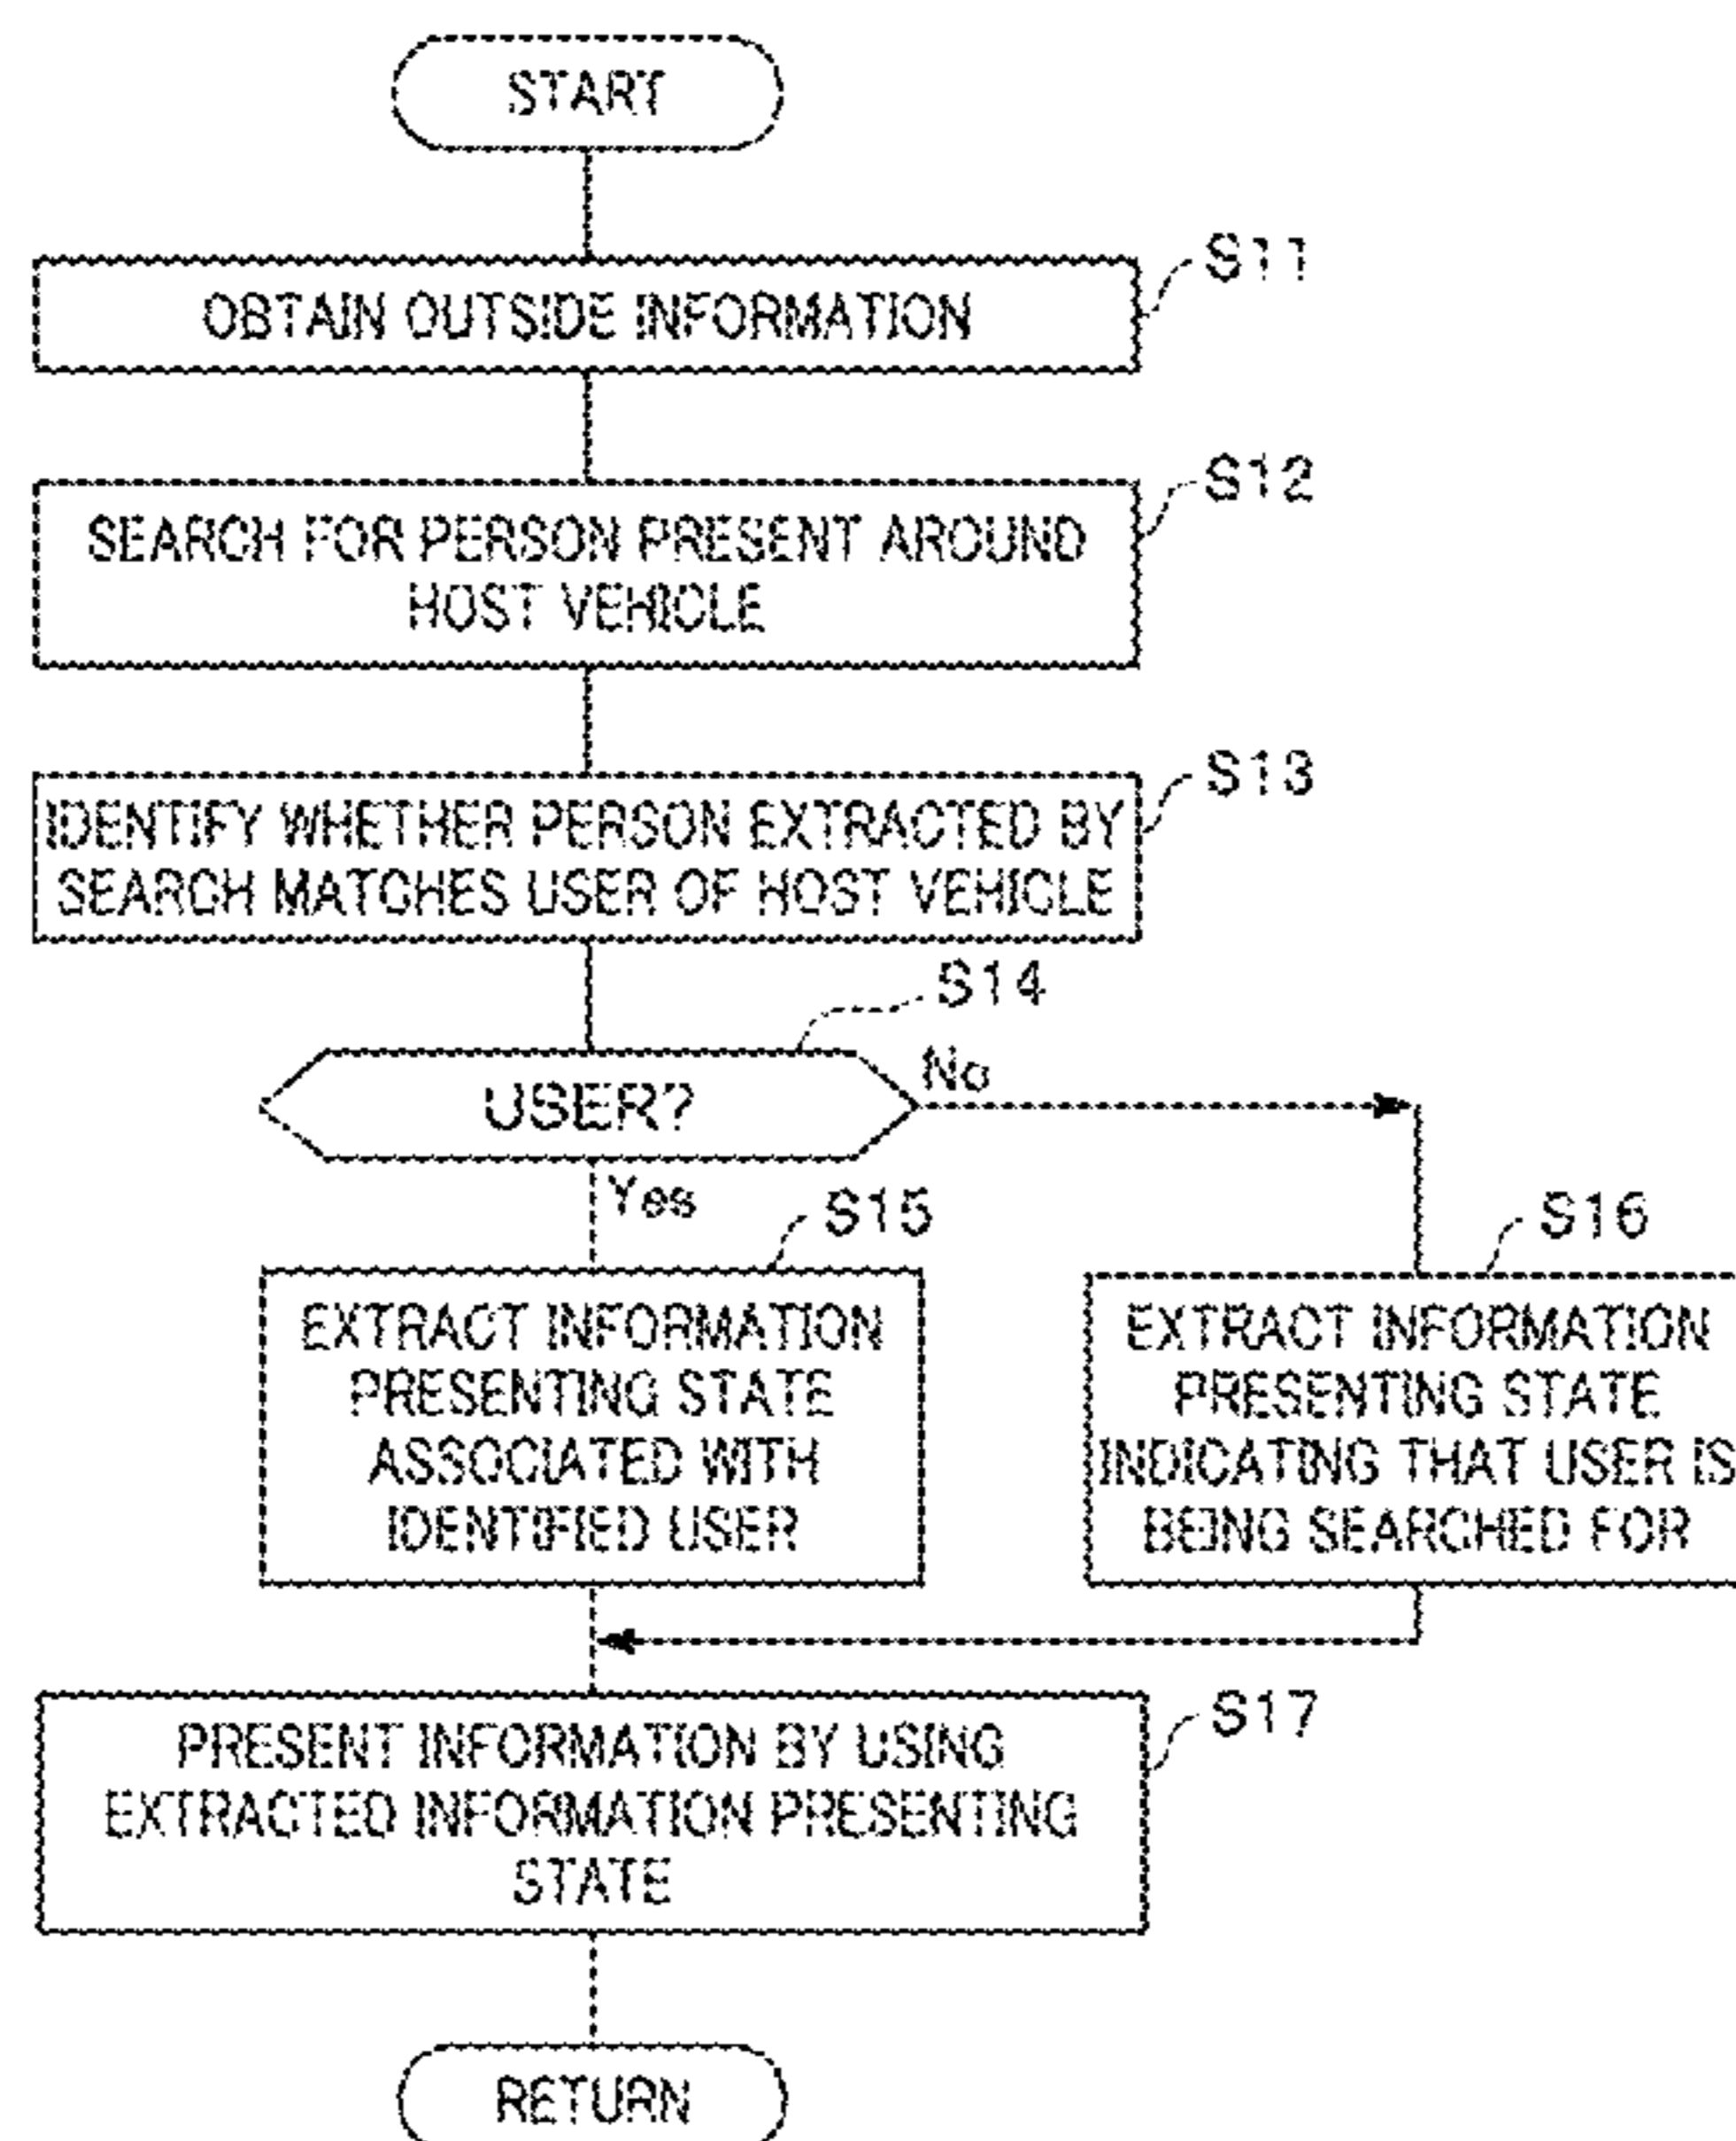 START
S11
OBTAIN OUTSIDE INFORMATION
S12
SEARCH FOR PERSON PRESENT AROUND
HOST VEHICLE
S13
IDENTIFY WHETHER PERSON EXTRACTED BY
SEARCH MATCHES USER OF HOST VEHICLE
S14
USER?
No
Yes
S15
EXTRACT INFORMATION
PRESENTING STATE
ASSOCIATED WITH
IDENTIFIED USER
S16
EXTRACT INFORMATION
PRESENTING STATE
INDICATING THAT USER IS
BEING SEARCHED FOR
S17
PRESENT INFORMATION BY USING
EXTRACTED INFORMATION PRESENTING
STATE
RETURN